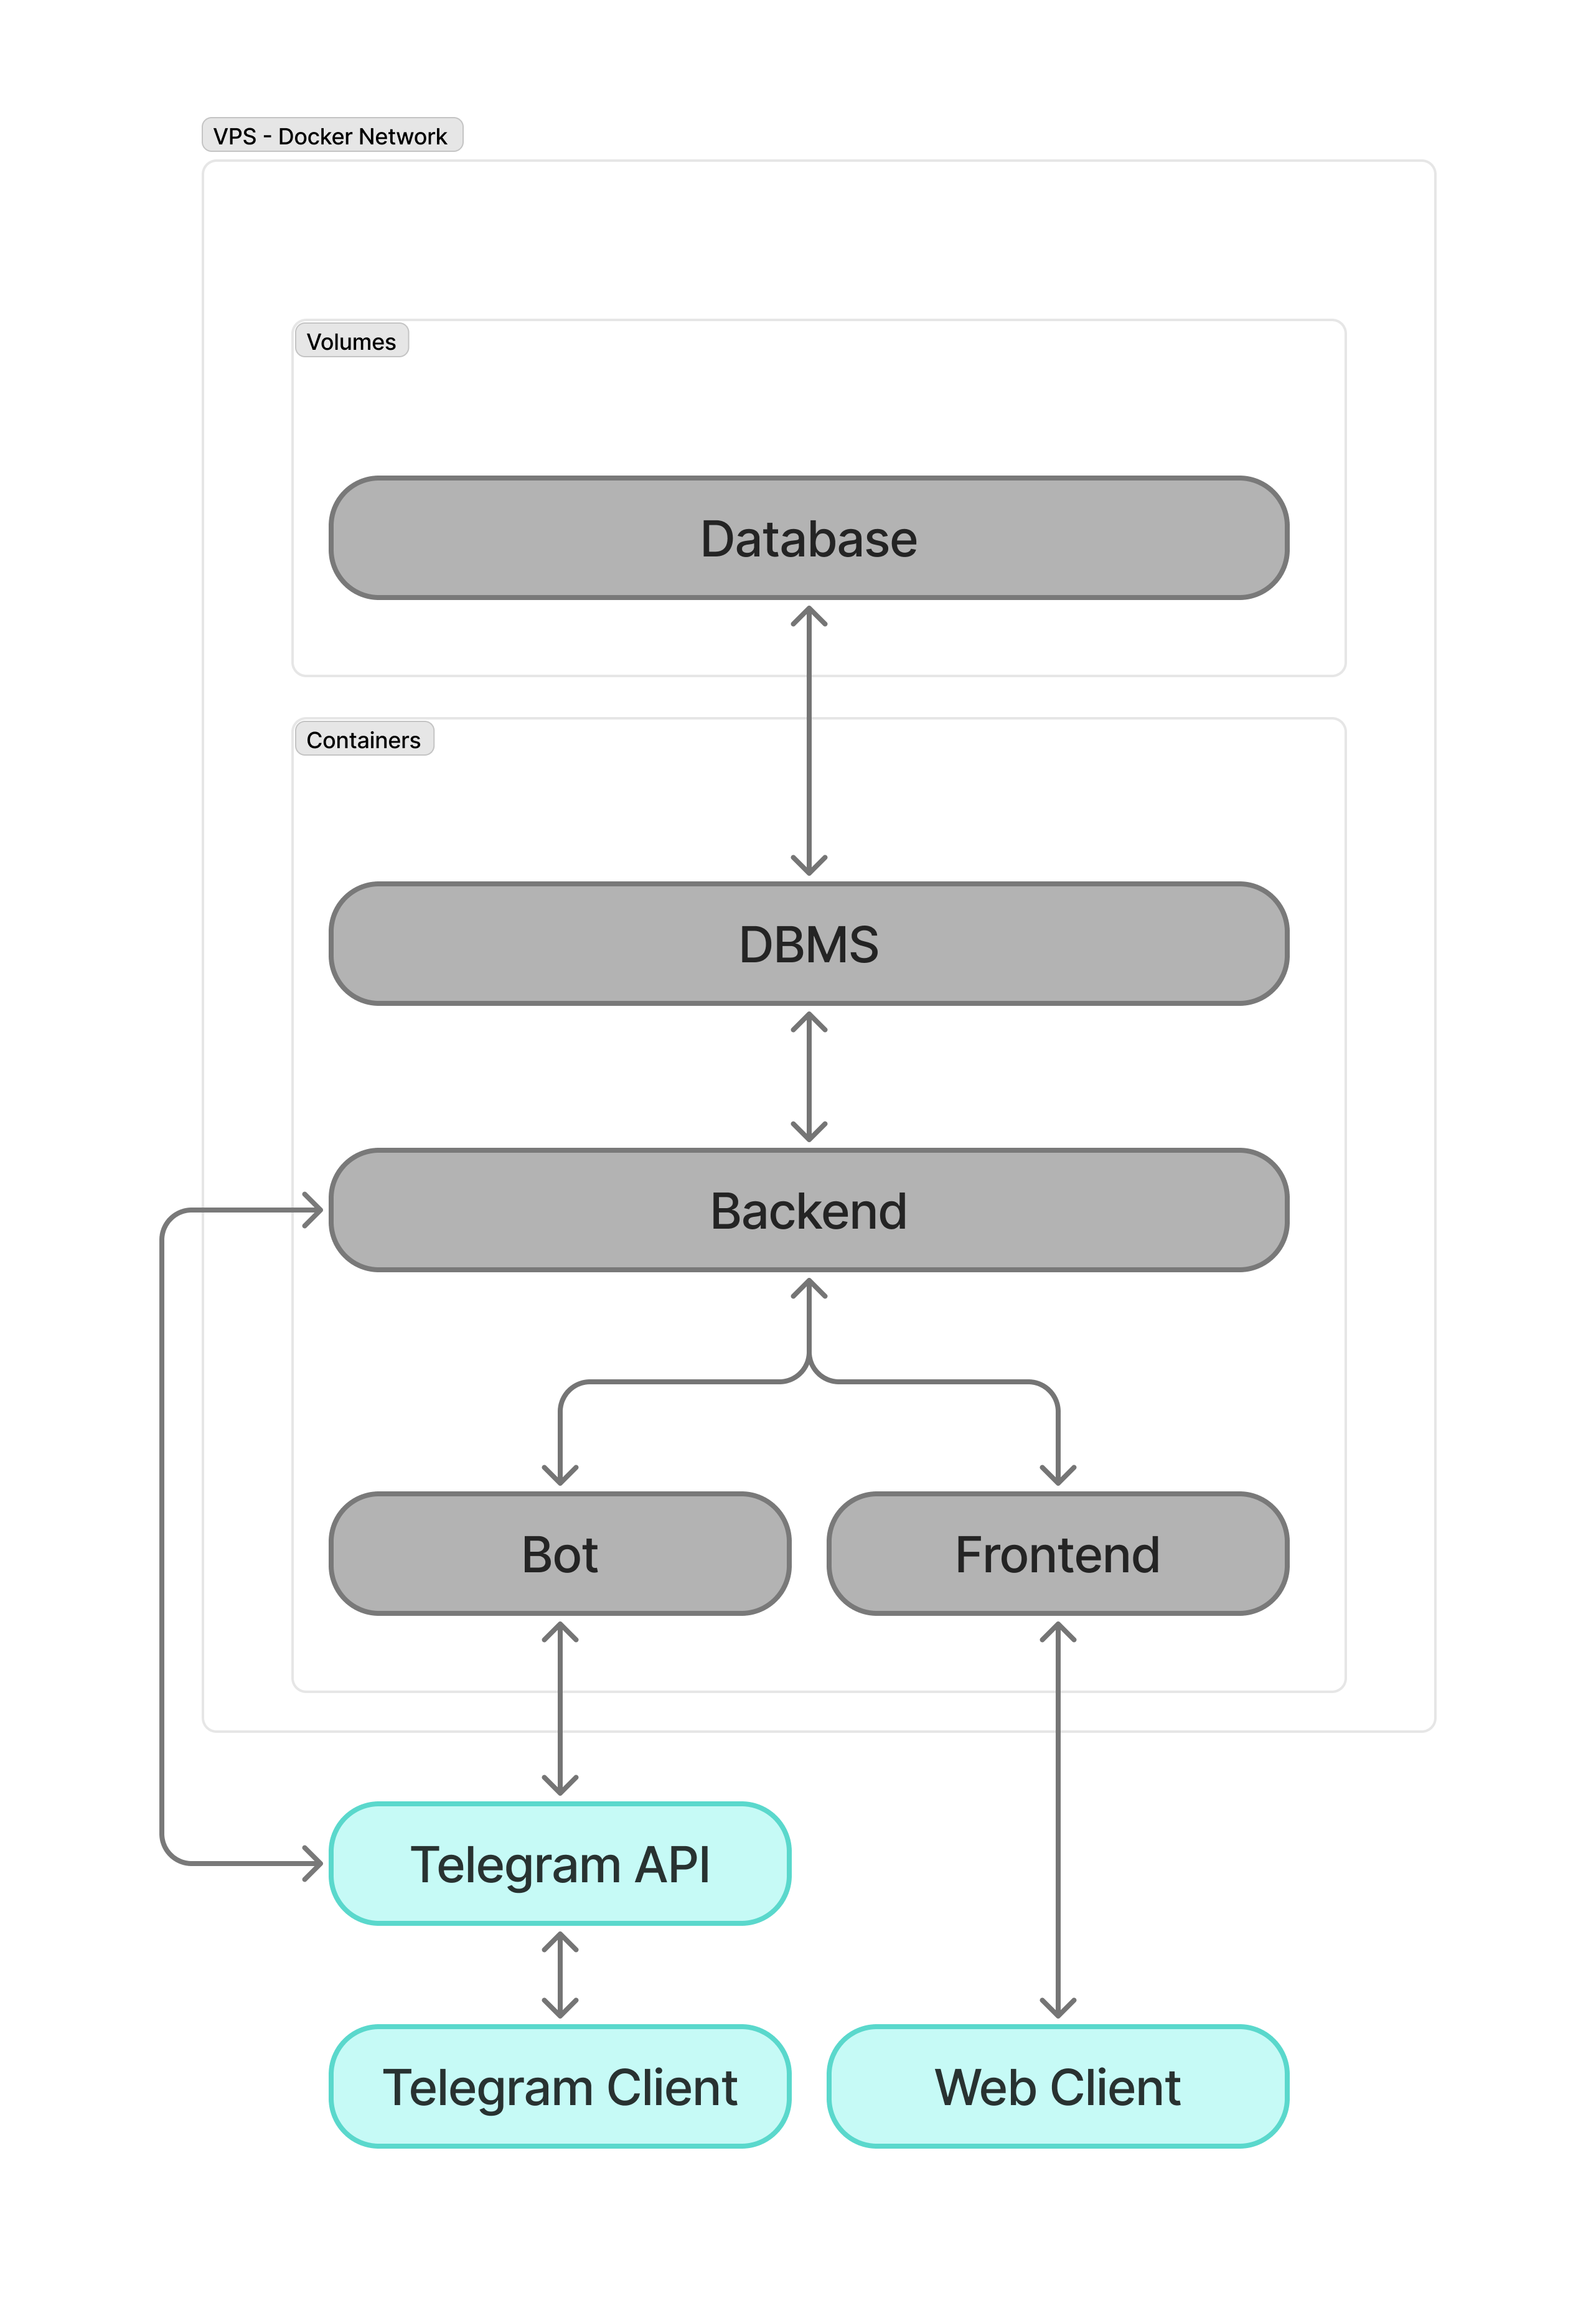 VPS - Docker Network
Volumes
Database
Containers
DBMS
Backend
Bot
Frontend
Telegram API
Telegram Client
Web Client